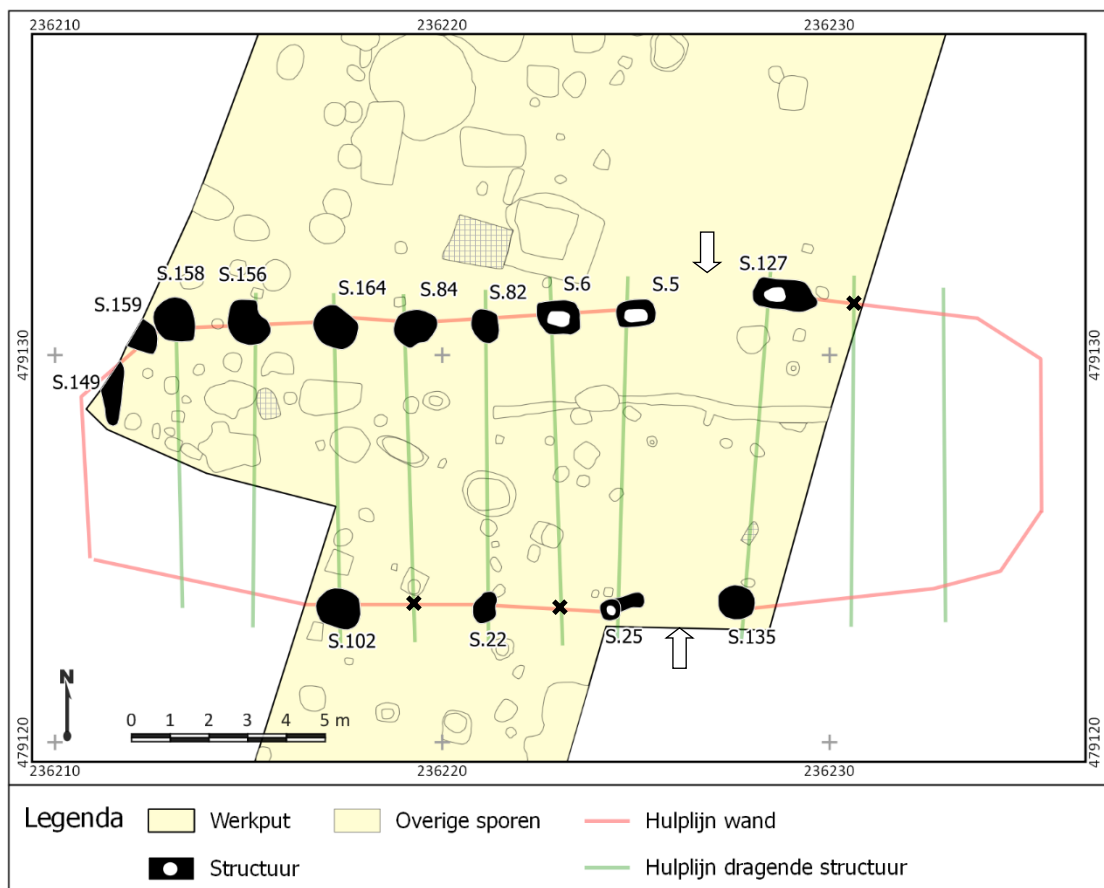 236210 236220 236230
S.127
S.158 S.156 S.6 S.5
S.159 S.164 S.84 S.82
479130 479130
S.149
S.102 S.22 S.25 S.135
N
0 1 2 3 4 5 m
479120 479120
236210 236220 236230
Legenda Werkput Overige sporen Hulplijn wand
Structuur Hulplijn dragende structuur